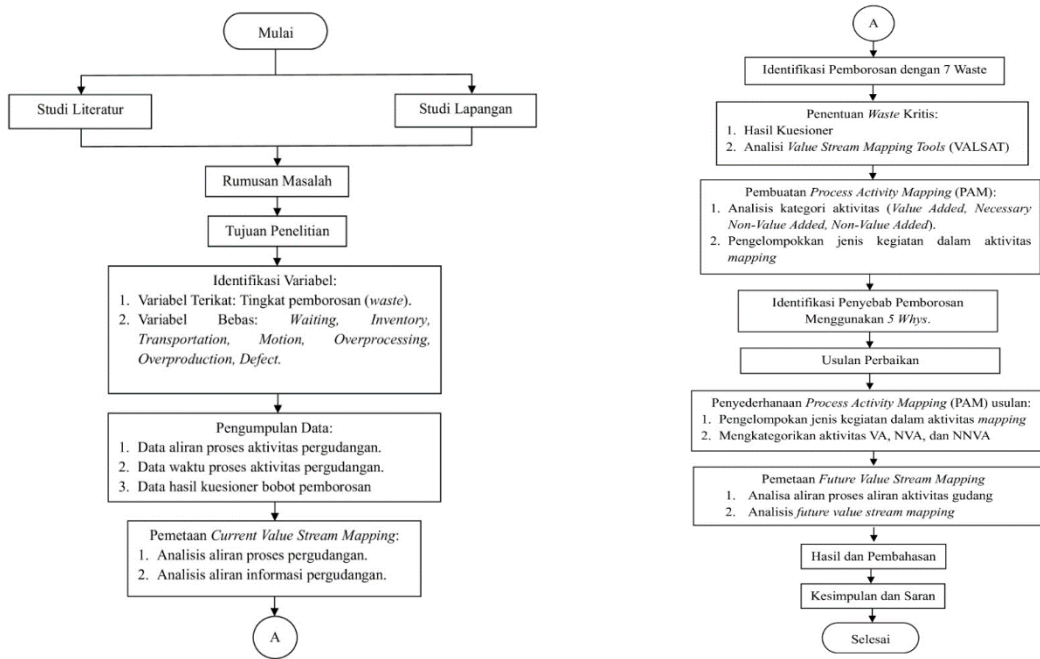 Mulai
Studi Literatur
Studi Lapangan
Rumusan Masalah
Tujuan Penelitian
Identifikasi Variabel:
1. Variabel Terikat: Tingkat pemborosan (waste).
2. Variabel Bebas: Waiting, Inventory,
Transportation, Motion, Overprocessing,
Overproduction, Defect.
Pengumpulan Data:
1. Data aliran proses aktivitas pergudangan.
2. Data waktu proses aktivitas pergudangan.
3. Data hasil kuesioner bobot pemborosan
Pemetaan Current Value Stream Mapping:
1. Analisis aliran proses pergudangan.
2. Analisis aliran informasi pergudangan.
A
A
Identifikasi Pemborosan dengan 7 Waste
Penentuan Waste Kritis:
1. Hasil Kuesioner
2. Analisi Value Stream Mapping Tools (VALSAT)
Pembuatan Process Activity Mapping (PAM):
1. Analisis kategori aktivitas (Value Added, Necessary
Non-Value Added, Non-Value Added).
2. Pengelompokkan jenis kegiatan dalam aktivitas
mapping
Identifikasi Penyebab Pemborosan
Menggunakan 5 Whys.
Usulan Perbaikan
Penyederhanaan Process Activity Mapping (PAM) usulan:
1. Pengelompokan jenis kegiatan dalam aktivitas mapping
2. Mengkategorikan aktivitas VA, NVA, dan NNVA
Pemetaan Future Value Stream Mapping
1. Analisa aliran proses aliran aktivitas gudang
2. Analisis future value stream mapping
Hasil dan Pembahasan
Kesimpulan dan Saran
Selesai